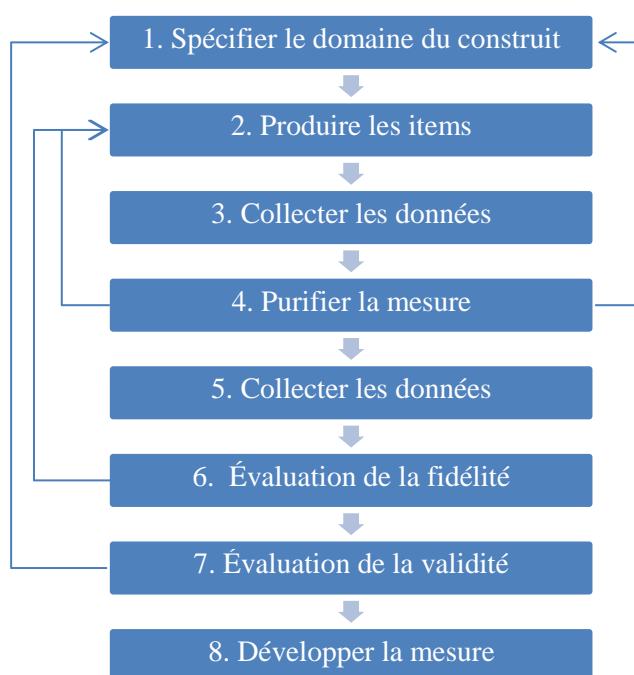 1. Spécifier le domaine du construit
2. Produire les items
3. Collecter les données
4. Purifier la mesure
5. Collecter les données
6. Évaluation de la fidélité
7. Évaluation de la validité
8. Développer la mesure